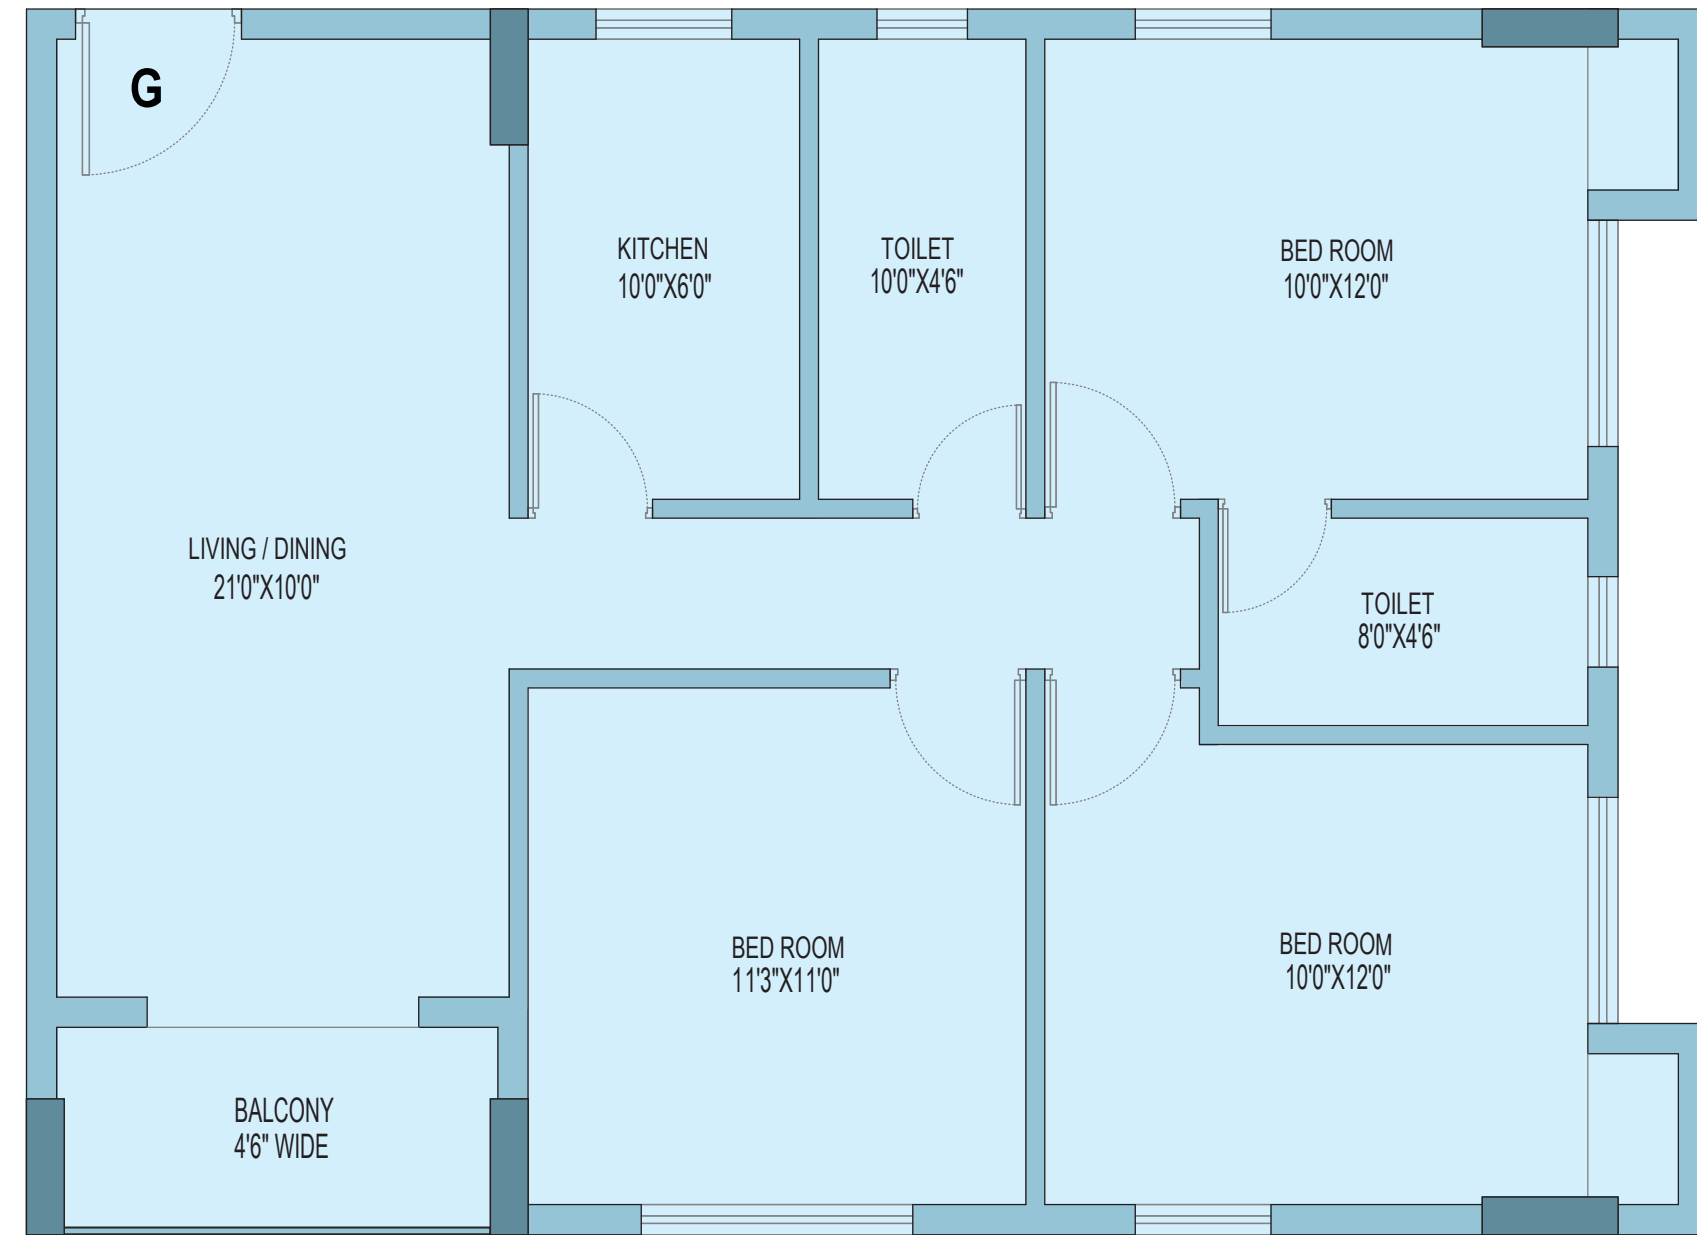 G
KITCHEN
10'0"X6'0"
TOILET
10'0"X4'6"
BED ROOM
10'0"X12'0"
LIVING / DINING
21'0"X10'0"
TOILET
8'0"X4'6"
BED ROOM
11'3"X11'0"
BED ROOM
10'0"X12'0"
BALCONY
4'6" WIDE